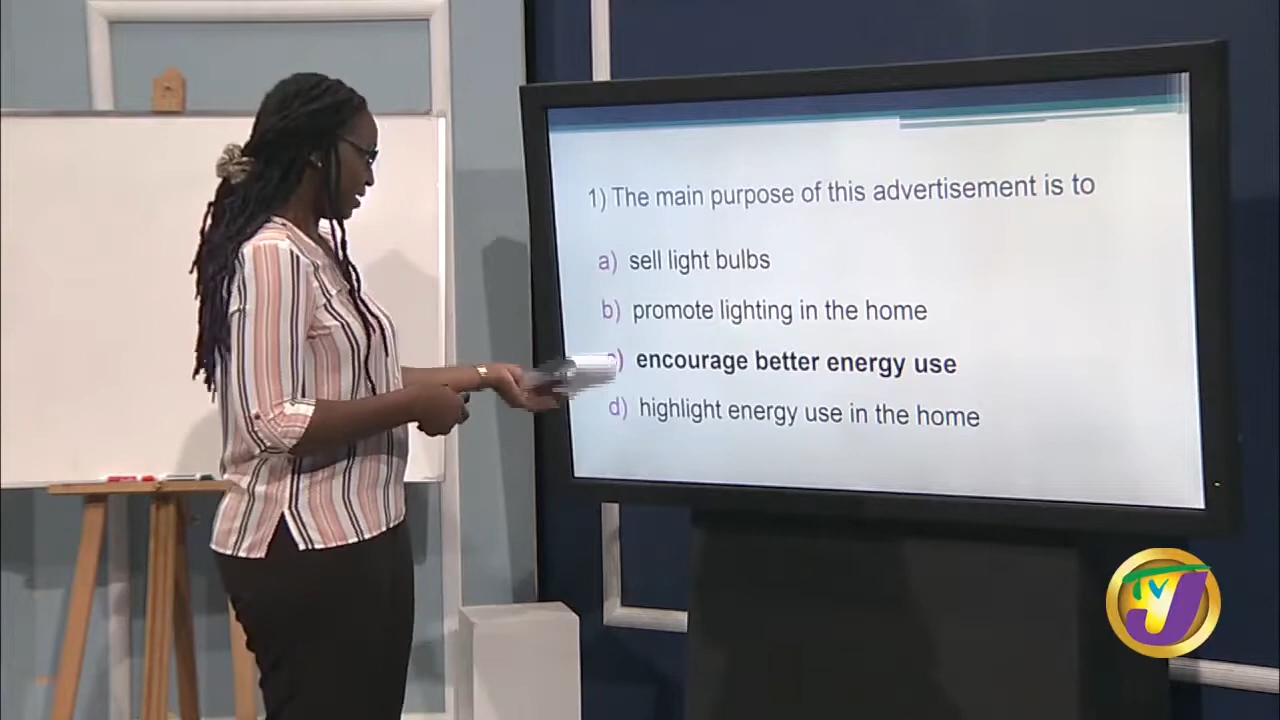 1) The main purpose of this advertisement is to
a) sell light bulbs
b) promote lighting in the home
) encourage better energy use
d) highlight energy use in the home
TVJ